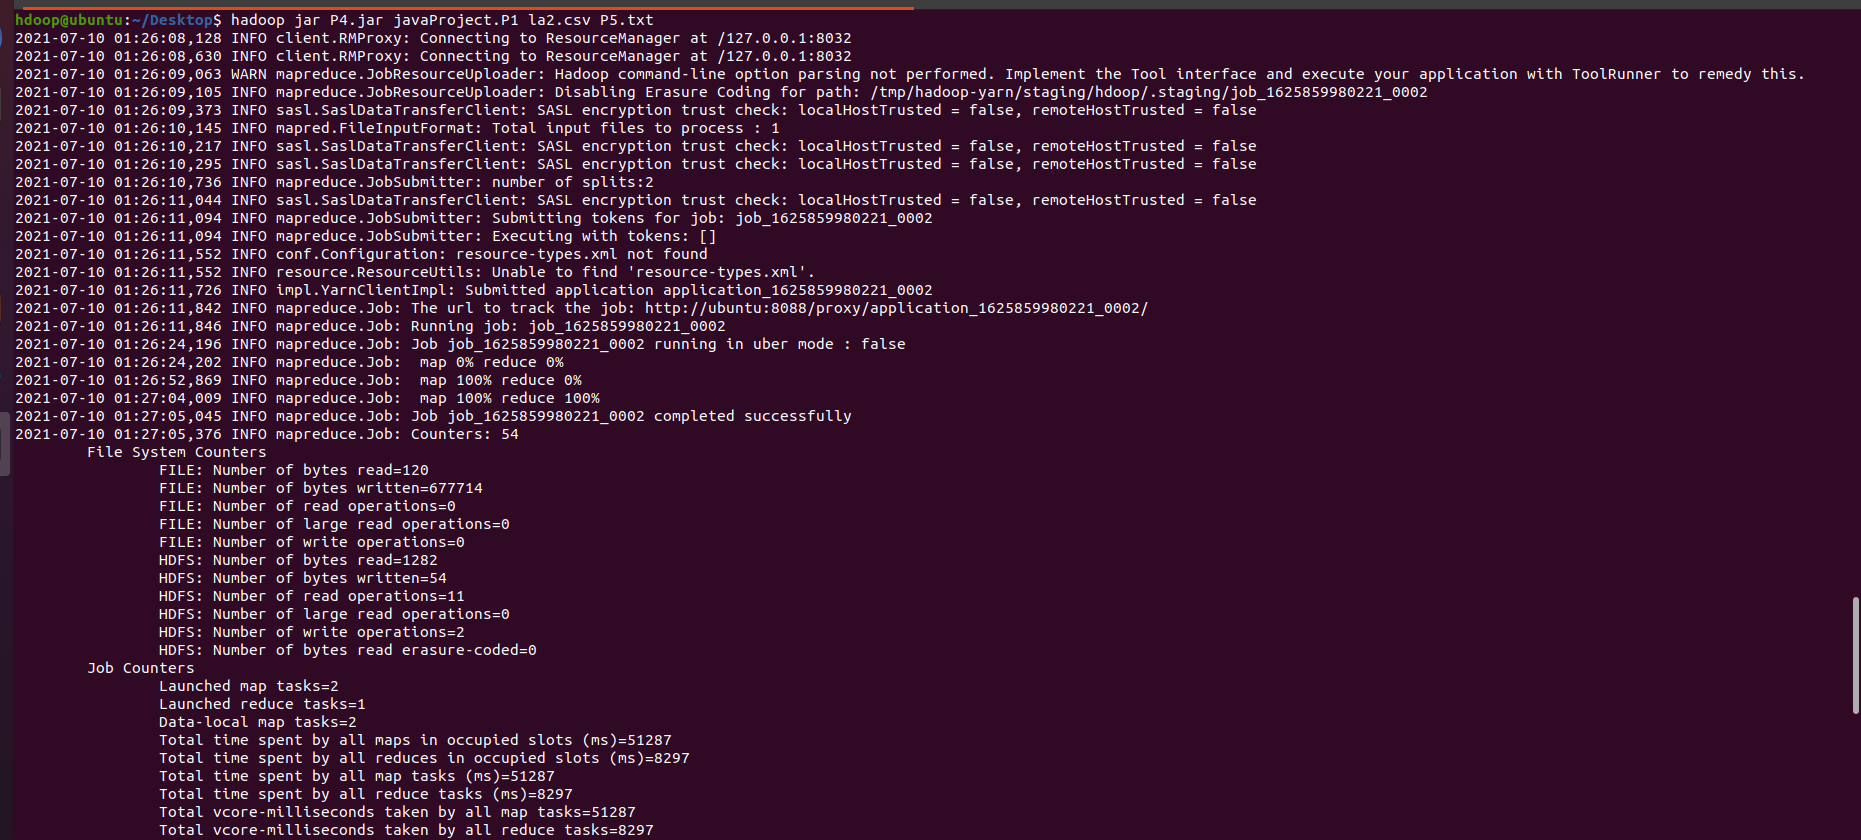 hdoop@ubuntu:~/Desktop$ hadoop jar P4.jar javaProject.P1 la2.csv P5.txt
2021-07-10 01:26:08,128 INFO client.RMProxy: Connecting to ResourceManager at /127.0.0.1:8032
2021-07-10 01:26:08,630 INFO client.RMProxy: Connecting to ResourceManager at /127.0.0.1:8032
2021-07-10 01:26:09,063 WARN mapreduce.JobResourceUploader: Hadoop command-line option parsing not performed. Implement the Tool interface and execute your application with ToolRunner to remedy this.
2021-07-10 01:26:09,105 INFO mapreduce.JobResourceUploader: Disabling Erasure Coding for path: /tmp/hadoop-yarn/staging/hdoop/.staging/job_1625859980221_0002
2021-07-10 01:26:09,373 INFO sasl.SaslDataTransferClient: SASL encryption trust check: localHostTrusted = false, remoteHostTrusted = false
2021-07-10 01:26:10,145 INFO mapred.FileInputFormat: Total input files to process : 1
2021-07-10 01:26:10,217 INFO sasl.SaslDataTransferClient: SASL encryption trust check: localHostTrusted = false, remoteHostTrusted = false
2021-07-10 01:26:10,295 INFO sasl.SaslDataTransferClient: SASL encryption trust check: localHostTrusted = false, remoteHostTrusted = false
2021-07-10 01:26:10,736 INFO mapreduce.JobSubmitter: number of splits:2
2021-07-10 01:26:11,044 INFO sasl.SaslDataTransferClient: SASL encryption trust check: localHostTrusted = false, remoteHostTrusted = false
2021-07-10 01:26:11,094 INFO mapreduce.JobSubmitter: Submitting tokens for job: job_1625859980221_0002
2021-07-10 01:26:11,094 INFO mapreduce.JobSubmitter: Executing with tokens: []
2021-07-10 01:26:11,552 INFO conf.Configuration: resource-types.xml not found
2021-07-10 01:26:11,552 INFO resource.ResourceUtils: Unable to find 'resource-types.xml'.
2021-07-10 01:26:11,726 INFO impl.YarnClientImpl: Submitted application application_1625859980221_0002
2021-07-10 01:26:11,842 INFO mapreduce.Job: The url to track the job: http://ubuntu:8088/proxy/application_1625859980221_0002/
2021-07-10 01:26:11,846 INFO mapreduce.Job: Running job: job_1625859980221_0002
2021-07-10 01:26:24,196 INFO mapreduce.Job: Job job_1625859980221_0002 running in uber mode : false
2021-07-10 01:26:24,202 INFO mapreduce.Job:  map 0% reduce 0%
2021-07-10 01:26:52,869 INFO mapreduce.Job:  map 100% reduce 0%
2021-07-10 01:27:04,009 INFO mapreduce.Job:  map 100% reduce 100%
2021-07-10 01:27:05,045 INFO mapreduce.Job: Job job_1625859980221_0002 completed successfully
2021-07-10 01:27:05,376 INFO mapreduce.Job: Counters: 54
File System Counters
FILE: Number of bytes read=120
FILE: Number of bytes written=677714
FILE: Number of read operations=0
FILE: Number of large read operations=0
FILE: Number of write operations=0
HDFS: Number of bytes read=1282
HDFS: Number of bytes written=54
HDFS: Number of read operations=11
HDFS: Number of large read operations=0
HDFS: Number of write operations=2
HDFS: Number of bytes read erasure-coded=0
Job Counters
Launched map tasks=2
Launched reduce tasks=1
Data-local map tasks=2
Total time spent by all maps in occupied slots (ms)=51287
Total time spent by all reduces in occupied slots (ms)=8297
Total time spent by all map tasks (ms)=51287
Total time spent by all reduce tasks (ms)=8297
Total vcore-milliseconds taken by all map tasks=51287
Total vcore-milliseconds taken by all reduce tasks=8297